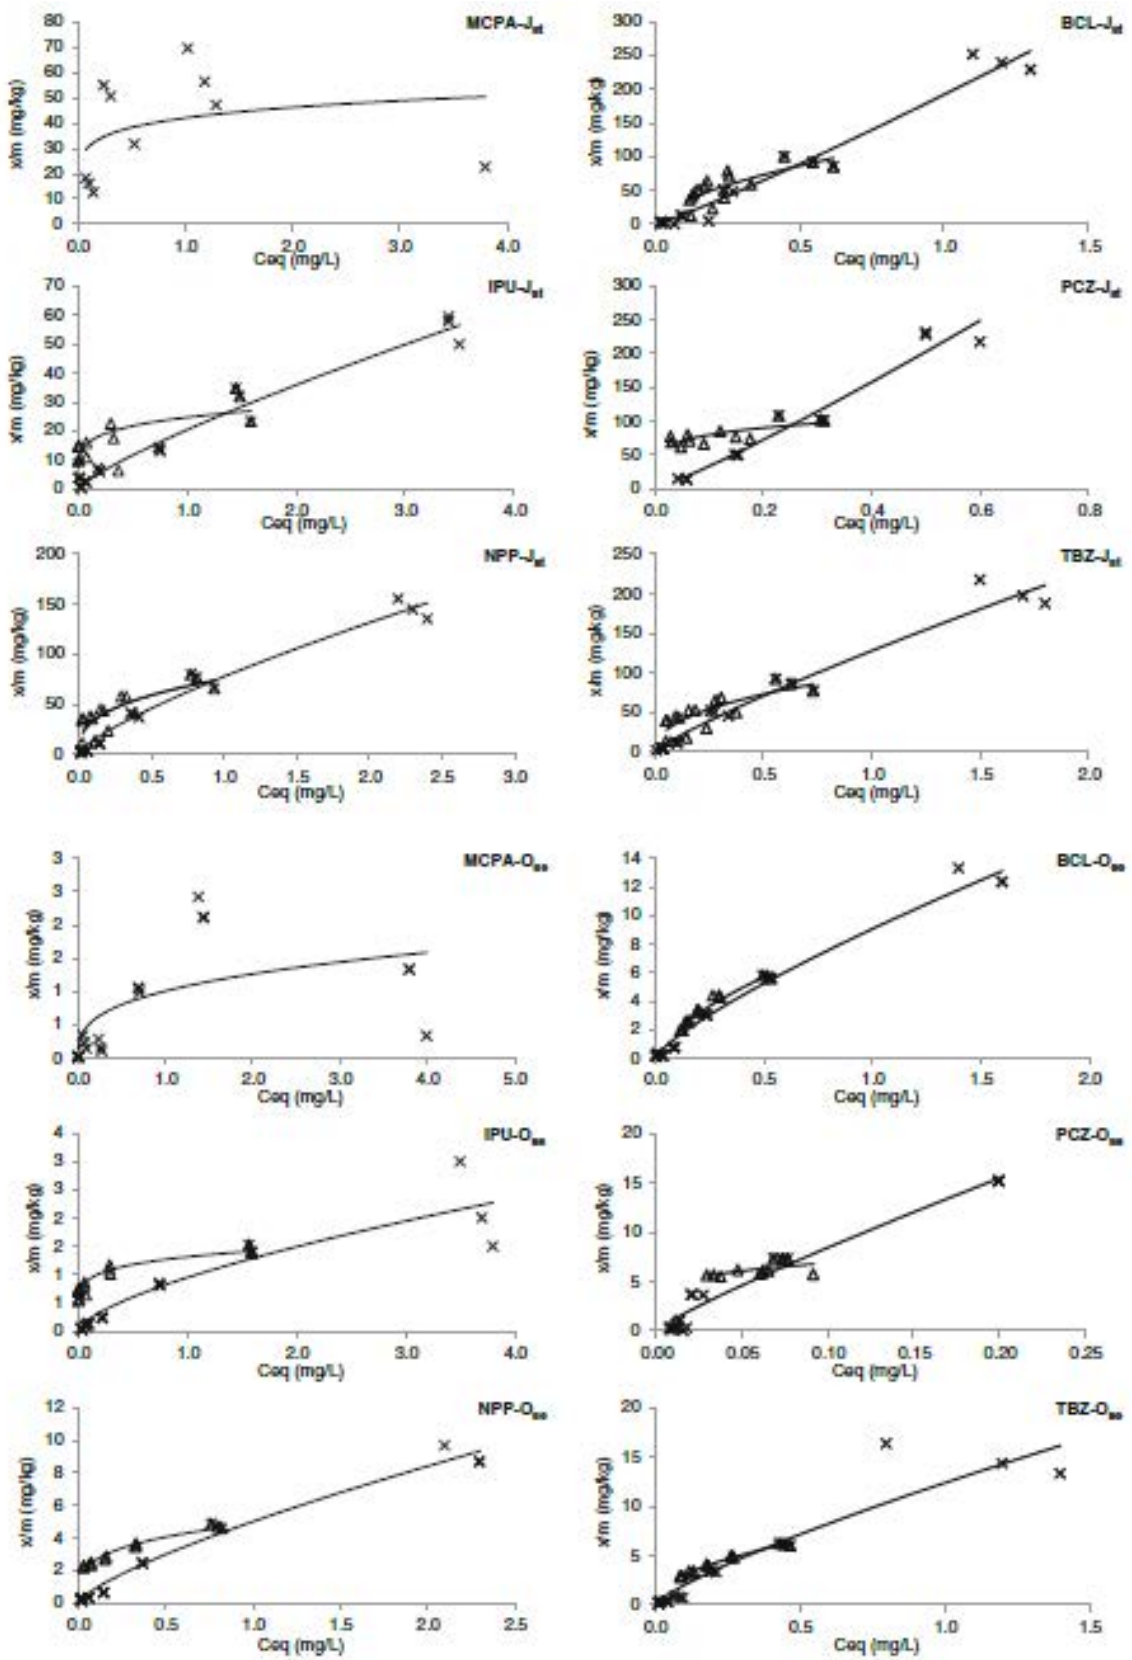 MCPA-Jst
x/m (mg/kg)
80
70
60
50
40
30
20
10
0
0.0 1.0 2.0 3.0 4.0
Ceq (mg/L)
BCL-Jst
x/m (mg/kg)
300
250
200
150
100
50
0
0.0 0.5 1.0 1.5
Ceq (mg/L)
IPU-Jst
x/m (mg/kg)
70
60
50
40
30
20
10
0
0.0 1.0 2.0 3.0 4.0
Ceq (mg/L)
PCZ-Jst
x/m (mg/kg)
300
250
200
150
100
50
0
0.0 0.2 0.4 0.6 0.8
Ceq (mg/L)
NPP-Jst
x/m (mg/kg)
200
150
100
50
0
0.0 0.5 1.0 1.5 2.0 2.5 3.0
Ceq (mg/L)
TBZ-Jst
x/m (mg/kg)
250
200
150
100
50
0
0.0 0.5 1.0 1.5 2.0
Ceq (mg/L)
MCPA-Ose
x/m (mg/kg)
3
3
2
2
1
1
0
0.0 1.0 2.0 3.0 4.0 5.0
Ceq (mg/L)
BCL-Ose
x/m (mg/kg)
14
12
10
8
6
4
2
0
0.0 0.5 1.0 1.5 2.0
Ceq (mg/L)
IPU-Ose
x/m (mg/kg)
4
3
3
2
2
1
1
0
0.0 1.0 2.0 3.0 4.0
Ceq (mg/L)
PCZ-Ose
x/m (mg/kg)
20
15
10
5
0
0.00 0.05 0.10 0.15 0.20 0.25
Ceq (mg/L)
NPP-Ose
x/m (mg/kg)
12
10
8
6
4
2
0
0.0 0.5 1.0 1.5 2.0 2.5
Ceq (mg/L)
TBZ-Ose
x/m (mg/kg)
20
15
10
5
0
0.0 0.5 1.0 1.5
Ceq (mg/L)